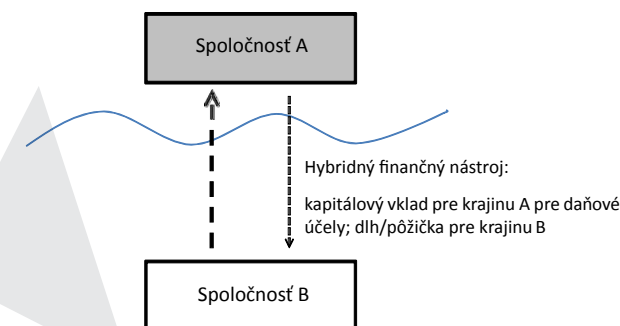 Spoločnosť A
Hybridný finančný nástroj:
kapitálový vklad pre krajinu A pre daňové
účely; dlh/pôžička pre krajinu B
Spoločnosť B